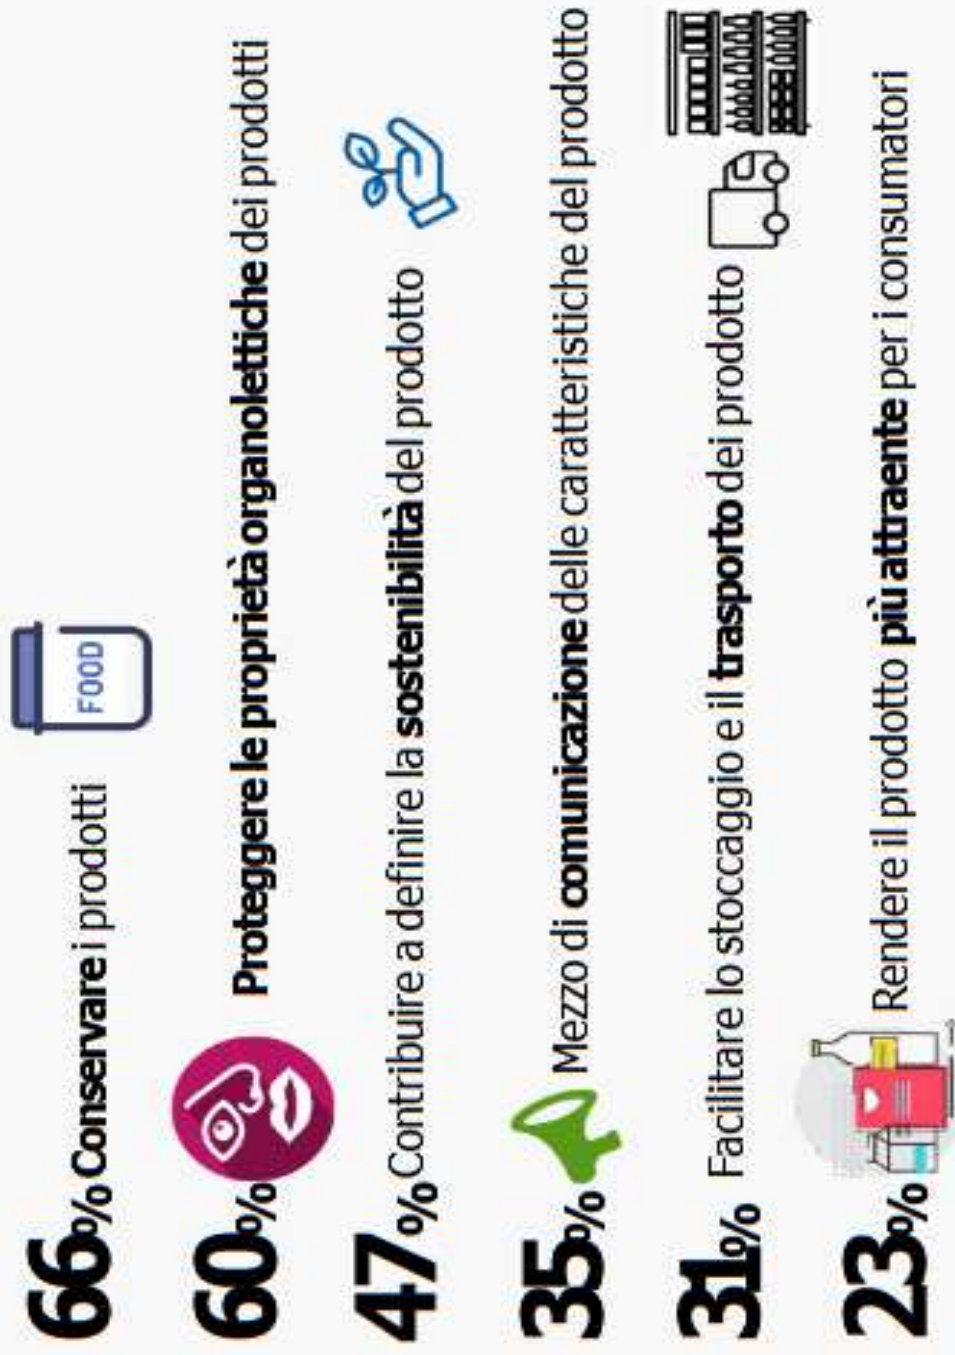 66% Conservare i prodotti
FOOD
60% Proteggere le proprietà organolettiche dei prodotti
47% Contribuire a definire la sostenibilità del prodotto
35% Mezzo di comunicazione delle caratteristiche del prodotto
31% Facilitare lo stoccaggio e il trasporto dei prodotto
23% Rendere il prodotto più attraente per i consumatori